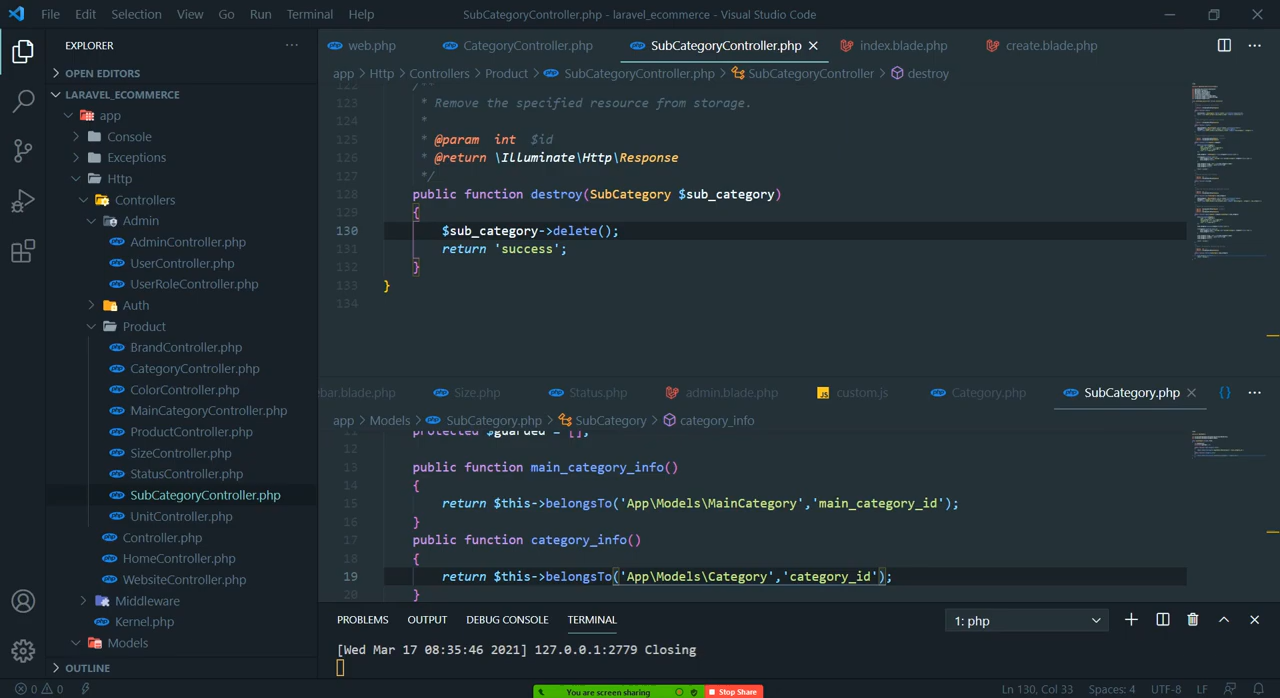 File Edit Selection View Go Run Terminal Help SubCategoryController.php - laravel_ecommerce - Visual Studio Code
EXPLORER
OPEN EDITORS
LARAVEL_ECOMMERCE
app
Console
Exceptions
Http
Controllers
Admin
AdminController.php
UserController.php
UserRoleController.php
Auth
Product
BrandController.php
CategoryController.php
ColorController.php
MainCategoryController.php
ProductController.php
SizeController.php
StatusController.php
SubCategoryController.php
UnitController.php
Controller.php
HomeController.php
WebsiteController.php
Middleware
Kernel.php
Models
OUTLINE
web.php CategoryController.php SubCategoryController.php index.blade.php create.blade.php
app > Http > Controllers > Product > SubCategoryController.php > SubCategoryController > destroy
122 /**
123 * Remove the specified resource from storage.
124 *
125 * @param int $id
126 * @return \Illuminate\Http\Response
127 */
128 public function destroy(SubCategory $sub_category)
129 {
130 $sub_category->delete();
131 return 'success';
132 }
133 }
134
bar.blade.php Size.php Status.php admin.blade.php custom.js Category.php SubCategory.php
app > Models > SubCategory.php > SubCategory > category_info
11 protected $guarded = [];
12
13 public function main_category_info()
14 {
15 return $this->belongsTo('App\Models\MainCategory','main_category_id');
16 }
17 public function category_info()
18 {
19 return $this->belongsTo('App\Models\Category','category_id');
20 }
PROBLEMS OUTPUT DEBUG CONSOLE TERMINAL 1: php
[Wed Mar 17 08:35:46 2021] 127.0.0.1:2779 Closing
0 0 Ln 130, Col 33 Spaces: 4 UTF-8 LF PHP
You are screen sharing Stop Share